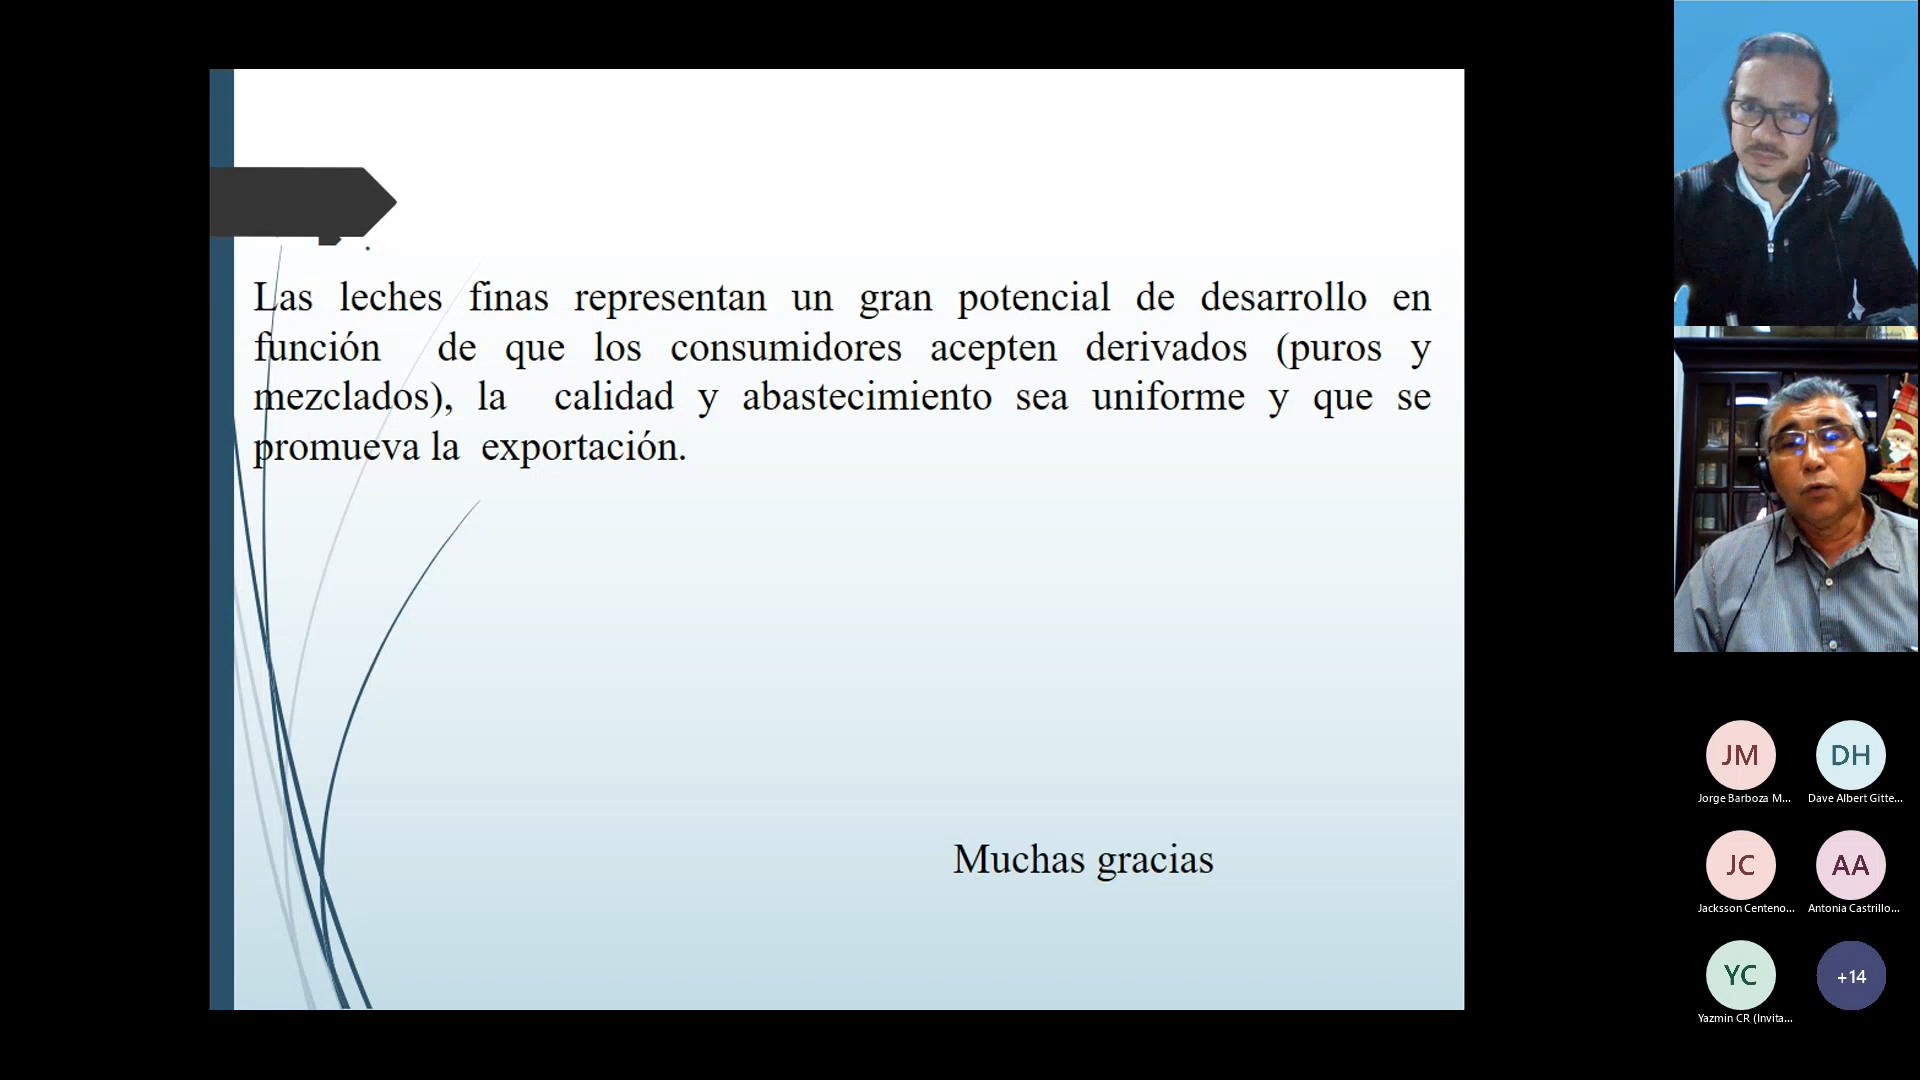 Las leches finas representan un gran potencial de desarrollo en
función de que los consumidores acepten derivados (puros y
mezclados), la calidad y abastecimiento sea uniforme y que se
promueva la exportación.
Muchas gracias
JM
DH
Jorge Barboza M...
Dave Albert Gitte...
JC
AA
Jacksson Centeno...
Antonia Castrillo...
YC
+14
Yazmin CR (Invita...